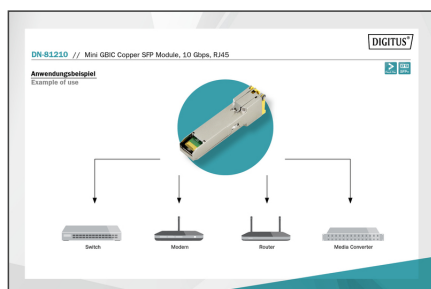 DIGITUS®
DN-81210 // Mini GBIC Copper SFP Module, 10 Gbps, RJ45
Anwendungsbeispiel
Example of use
Switch
Modem
Router
Media Converter